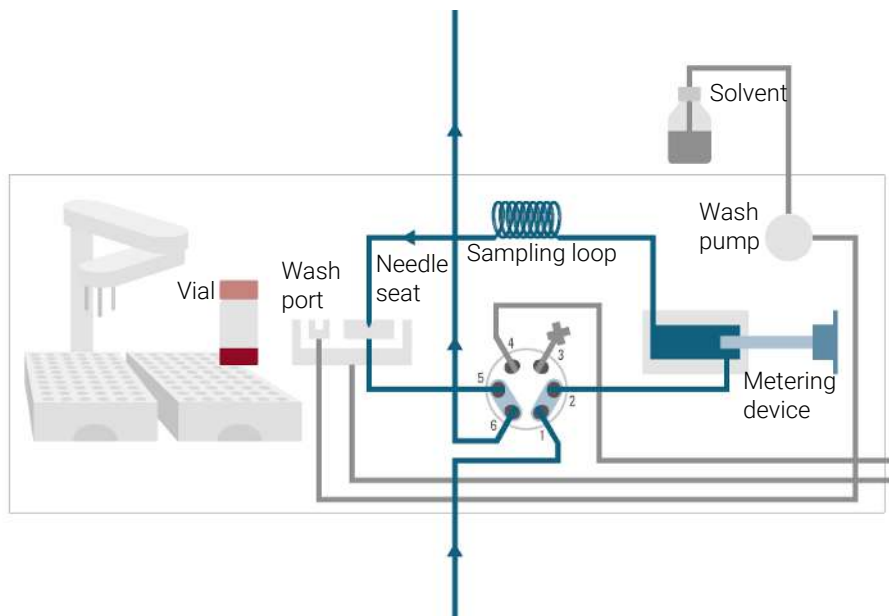 Solvent
Wash
pump
Vial
Wash
port
Needle
seat
Sampling loop
4
3
5
2
6
1
Metering
device